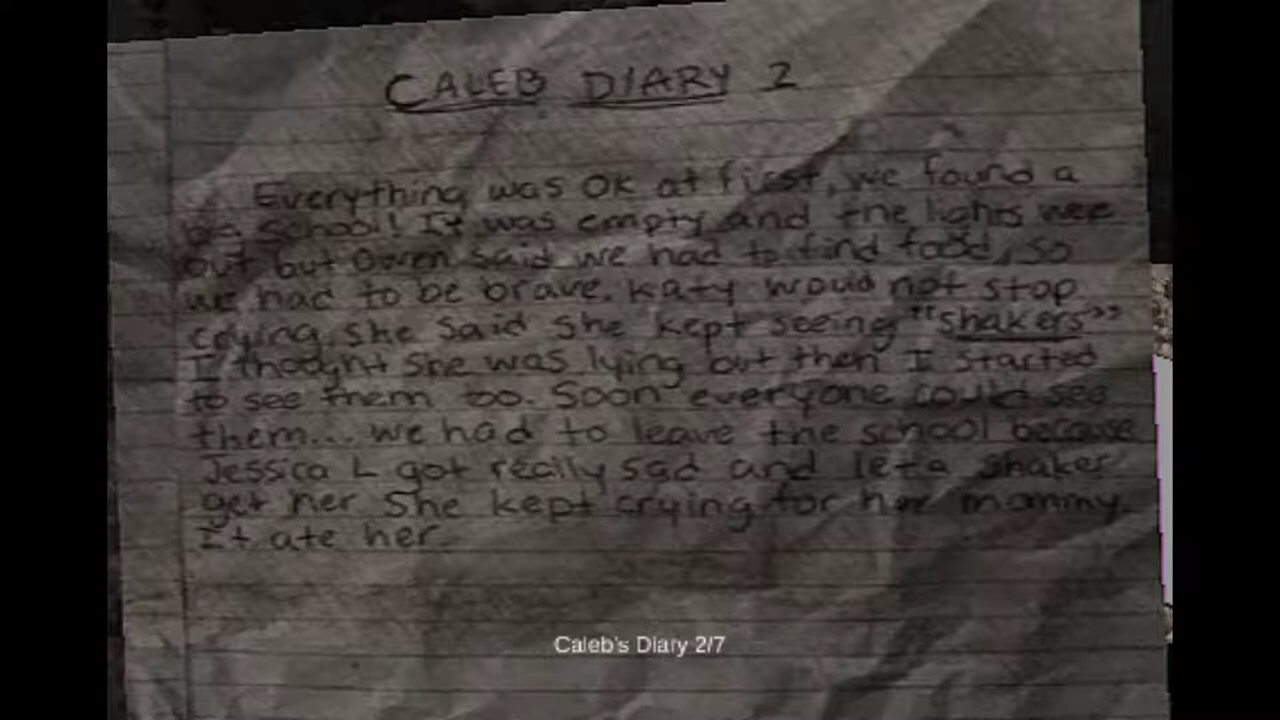 CALEB DIARY 2
Everything was OK at first, we found a
big school! It was empty and the lights were
out but Owen said we had to find food, so
we had to be brave. Katy would not stop
crying, she said she kept seeing "shakers"
I thought she was lying but then I started
to see them too. Soon everyone could see
them... we had to leave the school because
Jessica L got really sad and let a shaker
get her She kept crying for her mommy.
It ate her.
Caleb's Diary 2/7